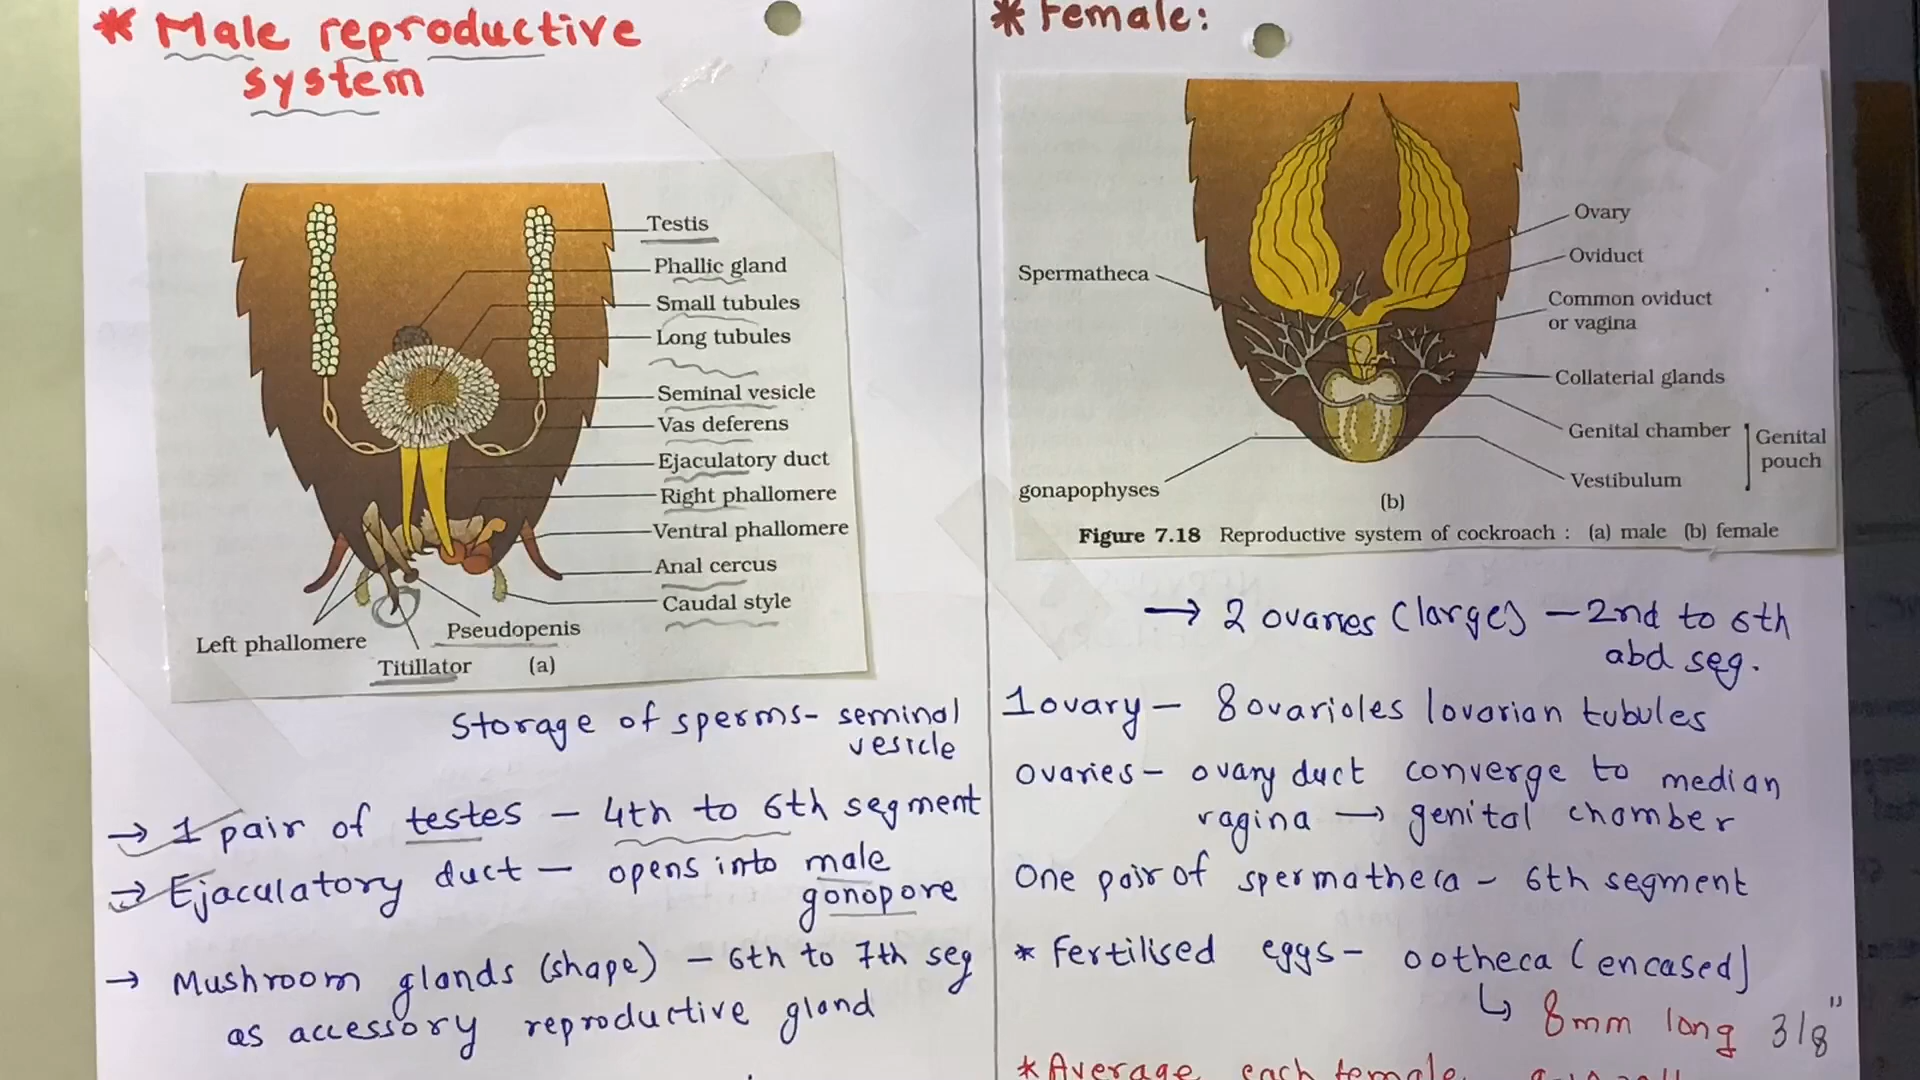 * Male reproductive
system
Testis
Phallic gland
Small tubules
Long tubules
Seminal vesicle
Vas deferens
Ejaculatory duct
Right phallomere
Ventral phallomere
Anal cercus
Caudal style
Left phallomere
Pseudopenis
Titillator
(a)
Storage of sperms- seminal
vesicle
→ 1 pair of testes - 4th to 6th segment
→ Ejaculatory duct - opens into male
gonopore
→ Mushroom glands (shape) - 6th to 7th seg
as accessory reproductive gland
* Female:
Spermatheca
gonapophyses
Ovary
Oviduct
Common oviduct
or vagina
Collaterial glands
Genital chamber
Vestibulum
Genital
pouch
(b)
Figure 7.18 Reproductive system of cockroach : (a) male (b) female
→ 2 ovaries (large) - 2nd to 6th
abd seg.
1 ovary - 8 ovarioles / ovarian tubules
ovaries - ovary duct converge to median
vagina → genital chamber
One pair of spermatheca - 6th segment
* Fertilised eggs - ootheca (encased)
↳ 8mm long 3/8"
* Average each female